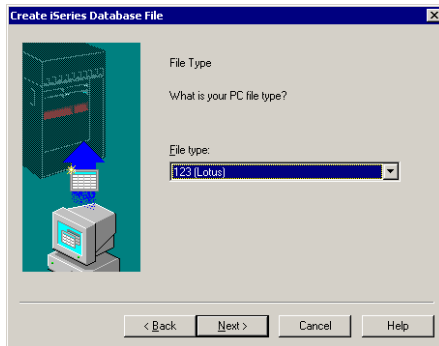 Create iSeries Database File
File Type
What is your PC file type?
File type:
123 (Lotus)
< Back
Next >
Cancel
Help